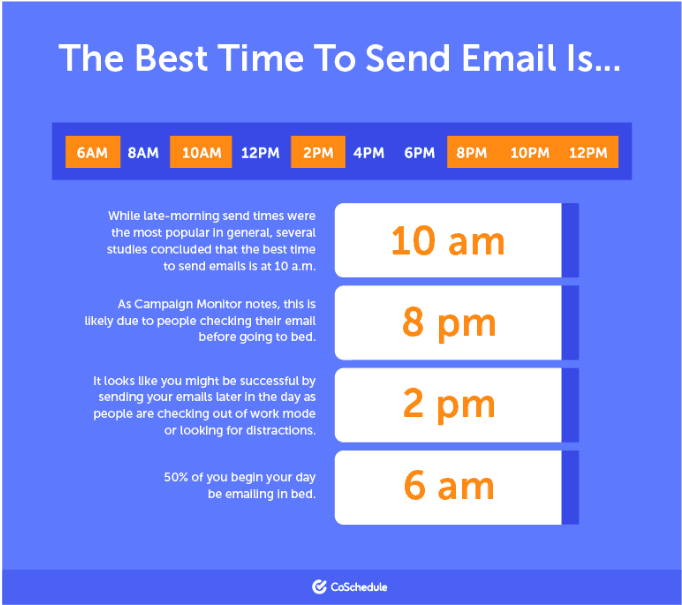 The Best Time To Send Email Is...
6AM 8AM 10AM 12PM 2PM 4PM 6PM 8PM 10PM 12PM
While late-morning send times were
the most popular in general, several
studies concluded that the best time
to send emails is at 10 a.m.
10 am
As Campaign Monitor notes, this is
likely due to people checking their email
before going to bed.
8 pm
It looks like you might be successful by
sending your emails later in the day as
people are checking out of work mode
or looking for distractions.
2 pm
50% of you begin your day
be emailing in bed.
6 am
CoSchedule